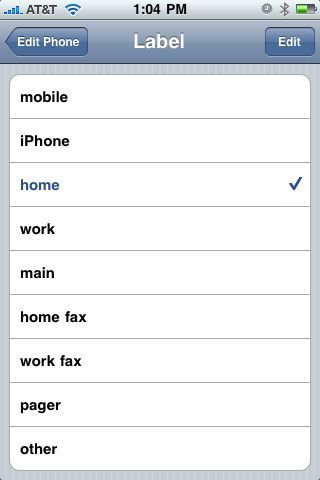 AT&T 1:04 PM
Edit Phone Label Edit
mobile
iPhone
home
work
main
home fax
work fax
pager
other